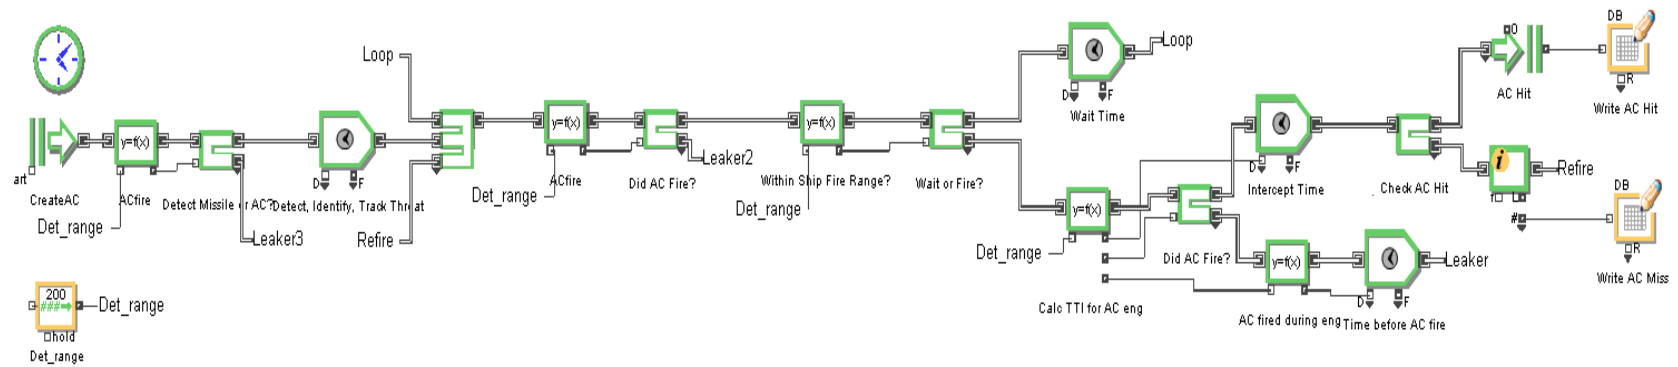 DB
Loop
Loop
O
R
AC Hit
Write AC Hit
D
F
Wait Time
y=f(x)
y=f(x)
y=f(x)
art
CreateAC
y=f(x)
ACfire
Detect Missile or AC?
D
F
Detect, Identify, Track Threat
Det_range
Leaker3
Refire
ACfire
Det_range
Did AC Fire?
Leaker2
Within Ship Fire Range?
Det_range
Wait or Fire?
D
F
Intercept Time
Check AC Hit
i
Refire
#
DB
R
Write AC Miss
y=f(x)
Det_range
Calc TTI for AC eng
Did AC Fire?
y=f(x)
AC fired during eng
D
F
Time before AC fire
Leaker
200
###
Det_range
hold
Det_range